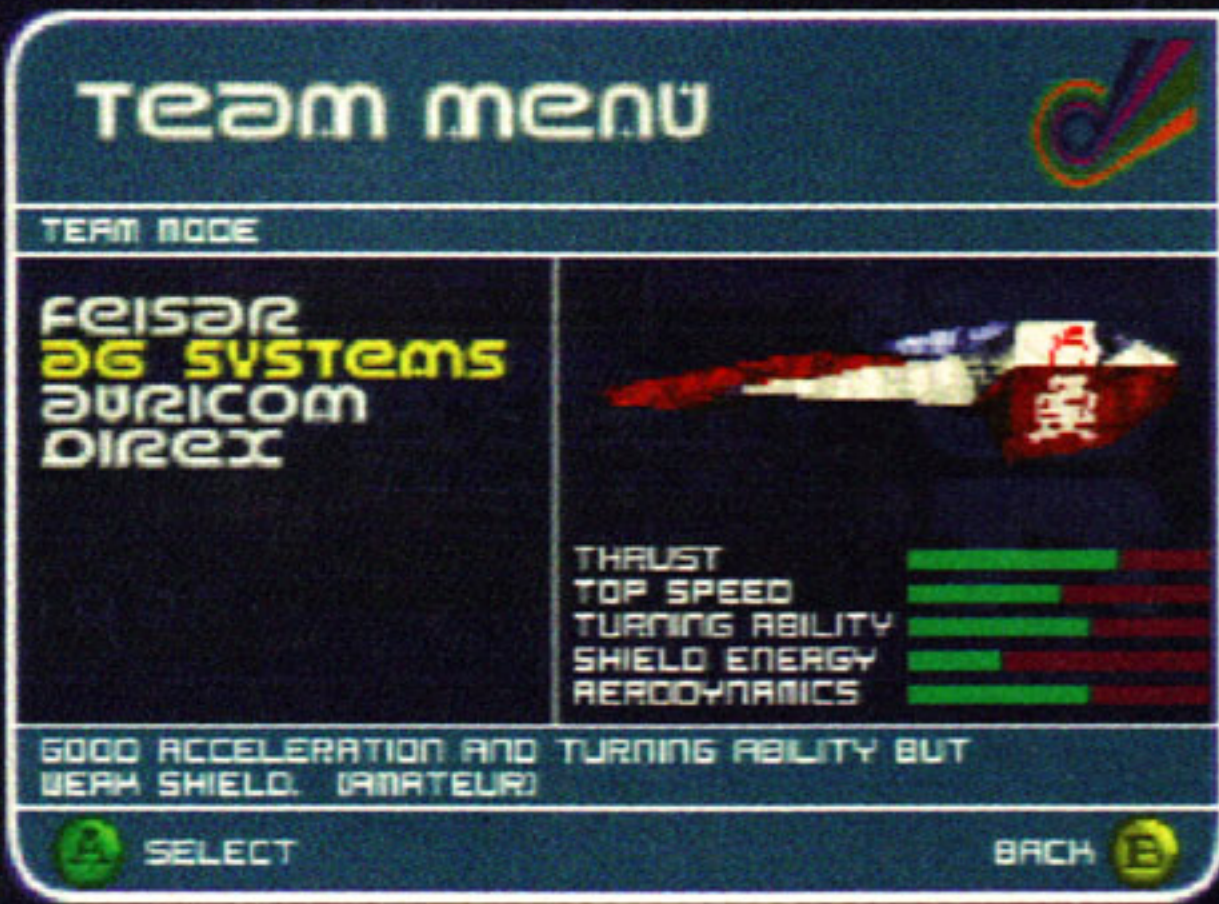 TEAM MENU
TEAM MODE
FEISAR
AG SYSTEMS
AURICOM
DIREX
THRUST
TOP SPEED
TURNING ABILITY
SHIELD ENERGY
AERODYNAMICS
GOOD ACCELERATION AND TURNING ABILITY BUT
WEAK SHIELD. (AMATEUR)
A SELECT
BACK B